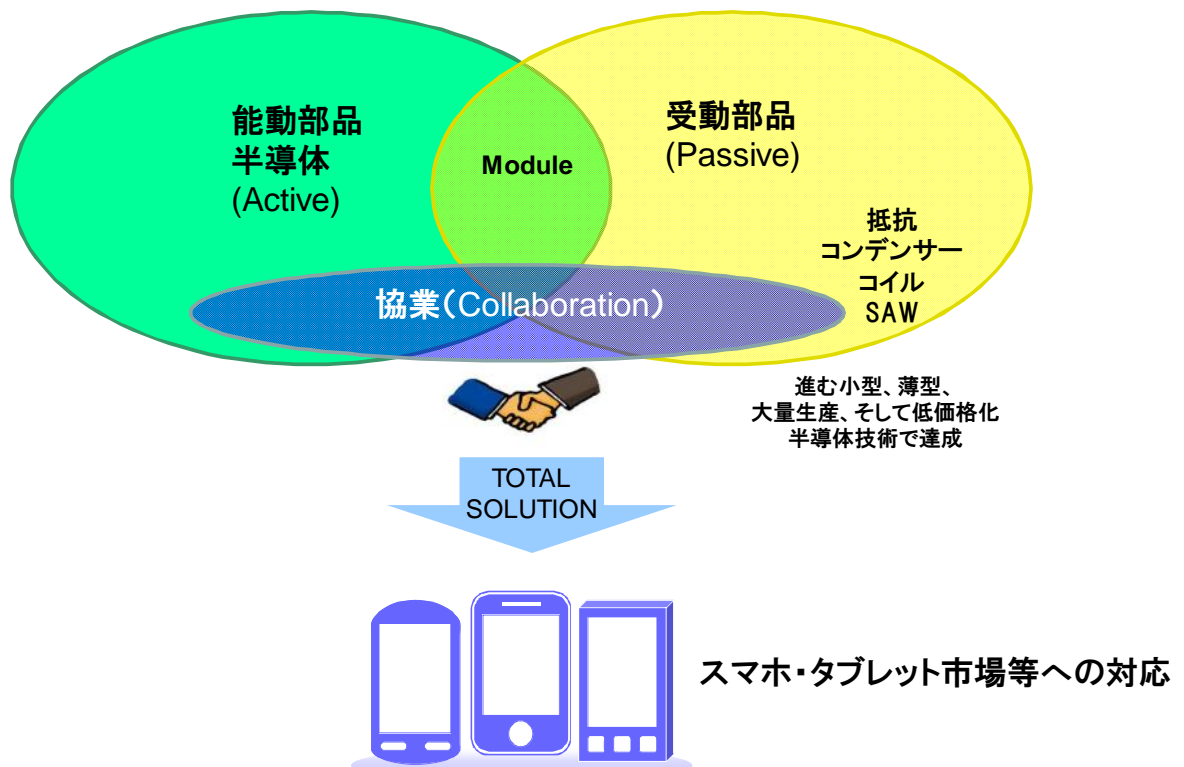 能動部品
半導体
(Active)
Module
受動部品
(Passive)
抵抗
コンデンサー
コイル
SAW
協業(Collaboration)
進む小型、薄型、
大量生産、そして低価格化
半導体技術で達成
TOTAL
SOLUTION
スマホ・タブレット市場等への対応